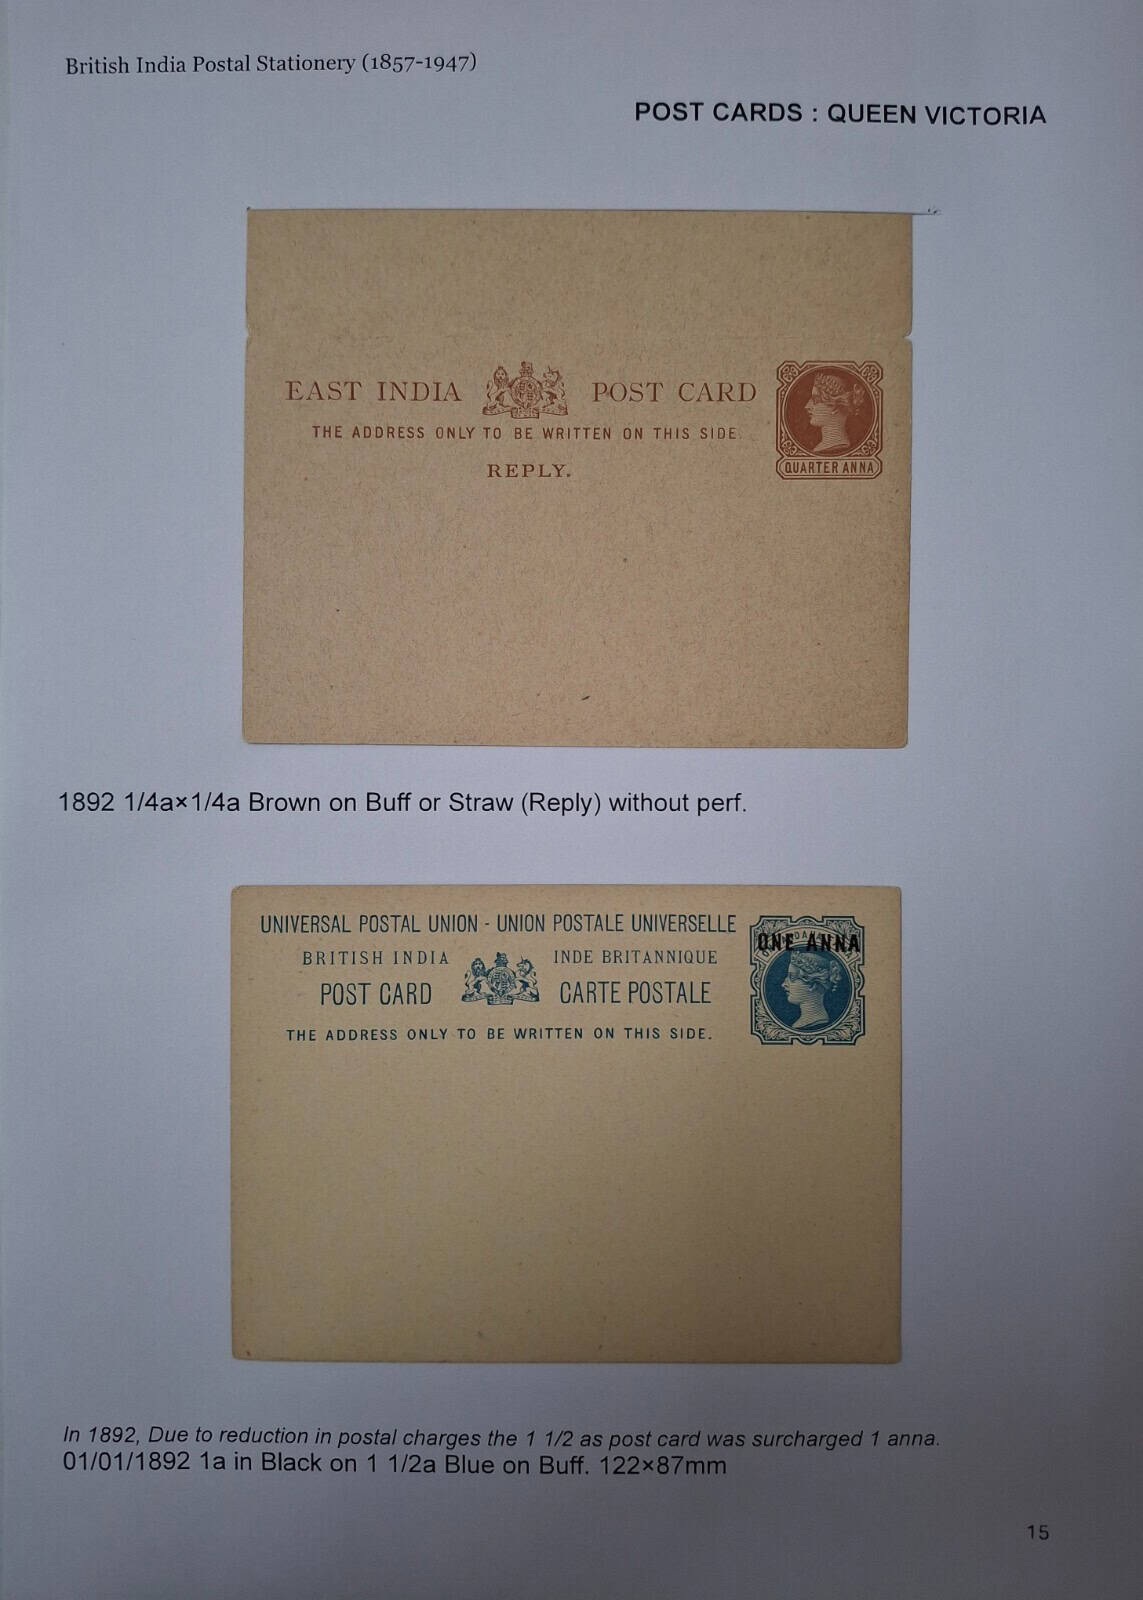 British India Postal Stationery (1857-1947)
POST CARDS : QUEEN VICTORIA
EAST INDIA POST CARD
THE ADDRESS ONLY TO BE WRITTEN ON THIS SIDE.
REPLY.
QUARTER ANNA
1892 1/4a×1/4a Brown on Buff or Straw (Reply) without perf.
UNIVERSAL POSTAL UNION - UNION POSTALE UNIVERSELLE
ONE ANNA
BRITISH INDIA INDE BRITANNIQUE
POST CARD CARTE POSTALE
THE ADDRESS ONLY TO BE WRITTEN ON THIS SIDE.
In 1892, Due to reduction in postal charges the 1 1/2 as post card was surcharged 1 anna.
01/01/1892 1a in Black on 1 1/2a Blue on Buff. 122×87mm
15